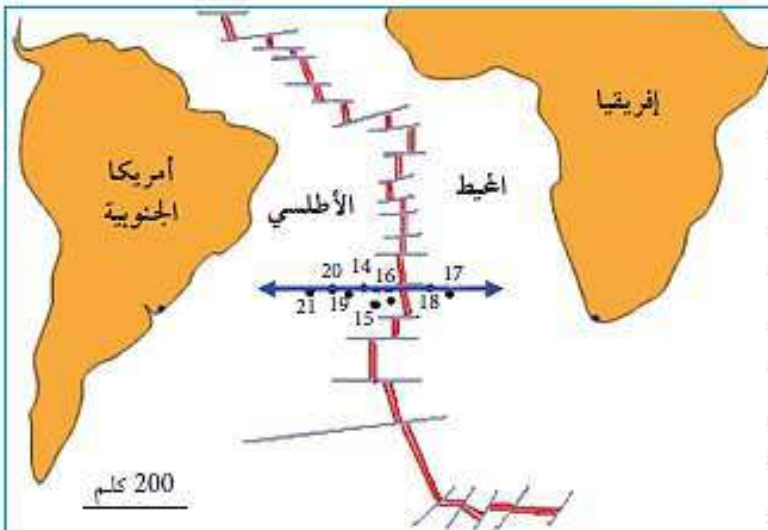 إفريقيا
أمريكا
الجنوبية
المحيط
الأطلسي
20 14 16 17
21 19 15 18
200 كلم